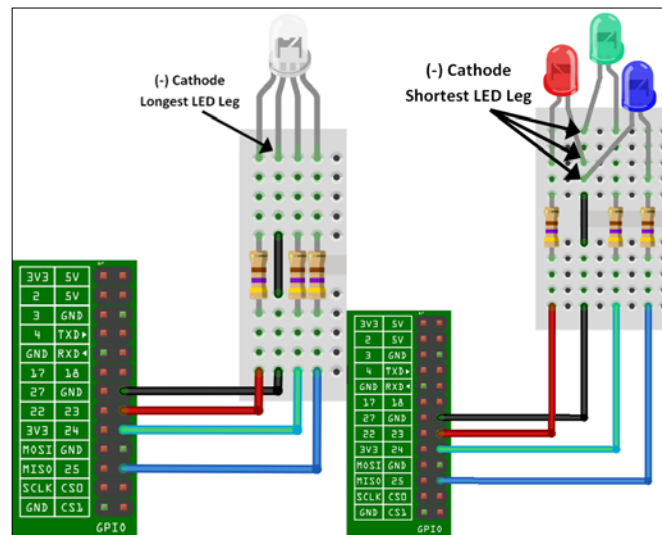 (-) Cathode
Longest LED Leg
(-) Cathode
Shortest LED Leg
3V3 5V
2 5V
3 GND
4 TXD▸
GND RXD◂
17 18
27 GND
22 23
3V3 24
MOSI GND
MISO 25
SCLK CS0
GND CS1
GPIO
3V3 5V
2 5V
3 GND
4 TXD▸
GND RXD◂
17 18
27 GND
22 23
3V3 24
MOSI GND
MISO 25
SCLK CS0
GND CS1
GPIO